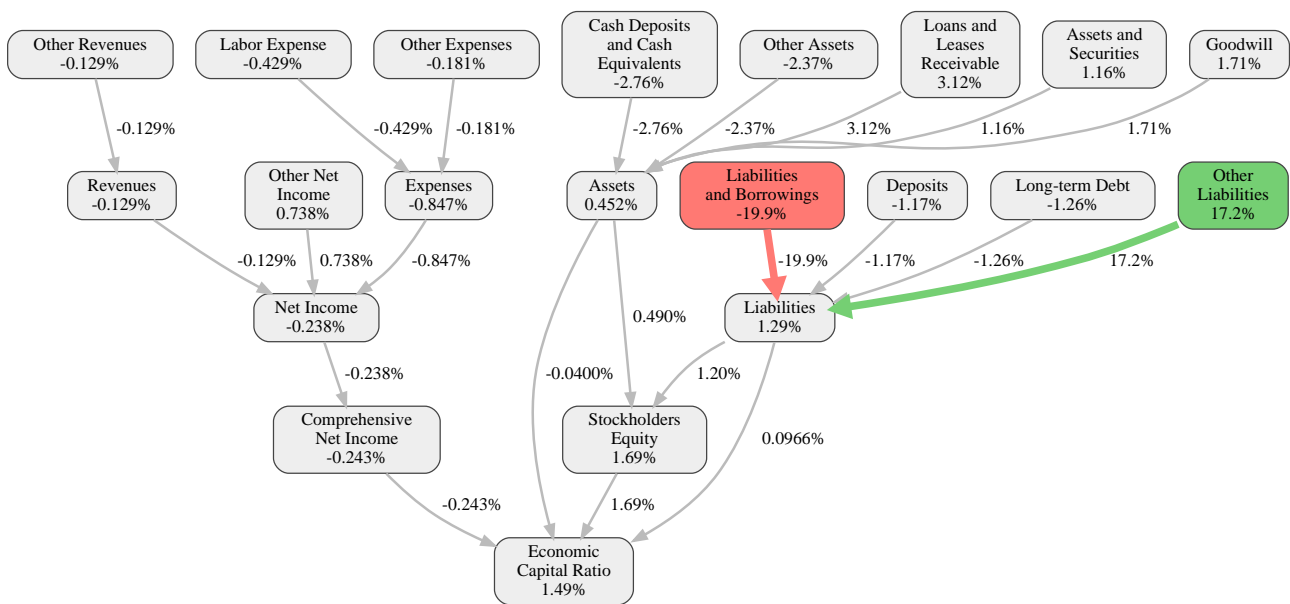 Other Revenues
-0.129%
Labor Expense
-0.429%
Other Expenses
-0.181%
Cash Deposits
and Cash
Equivalents
-2.76%
Other Assets
-2.37%
Loans and
Leases
Receivable
3.12%
Assets and
Securities
1.16%
Goodwill
1.71%
-0.129%
-0.429%
-0.181%
-2.76%
-2.37%
3.12%
1.16%
1.71%
Revenues
-0.129%
Other Net
Income
0.738%
Expenses
-0.847%
Assets
0.452%
Liabilities
and Borrowings
-19.9%
Deposits
-1.17%
Long-term Debt
-1.26%
Other
Liabilities
17.2%
-0.129%
0.738%
-0.847%
-19.9%
-1.17%
-1.26%
17.2%
Net Income
-0.238%
0.490%
Liabilities
1.29%
-0.238%
-0.0400%
1.20%
Comprehensive
Net Income
-0.243%
Stockholders
Equity
1.69%
0.0966%
-0.243%
1.69%
Economic
Capital Ratio
1.49%